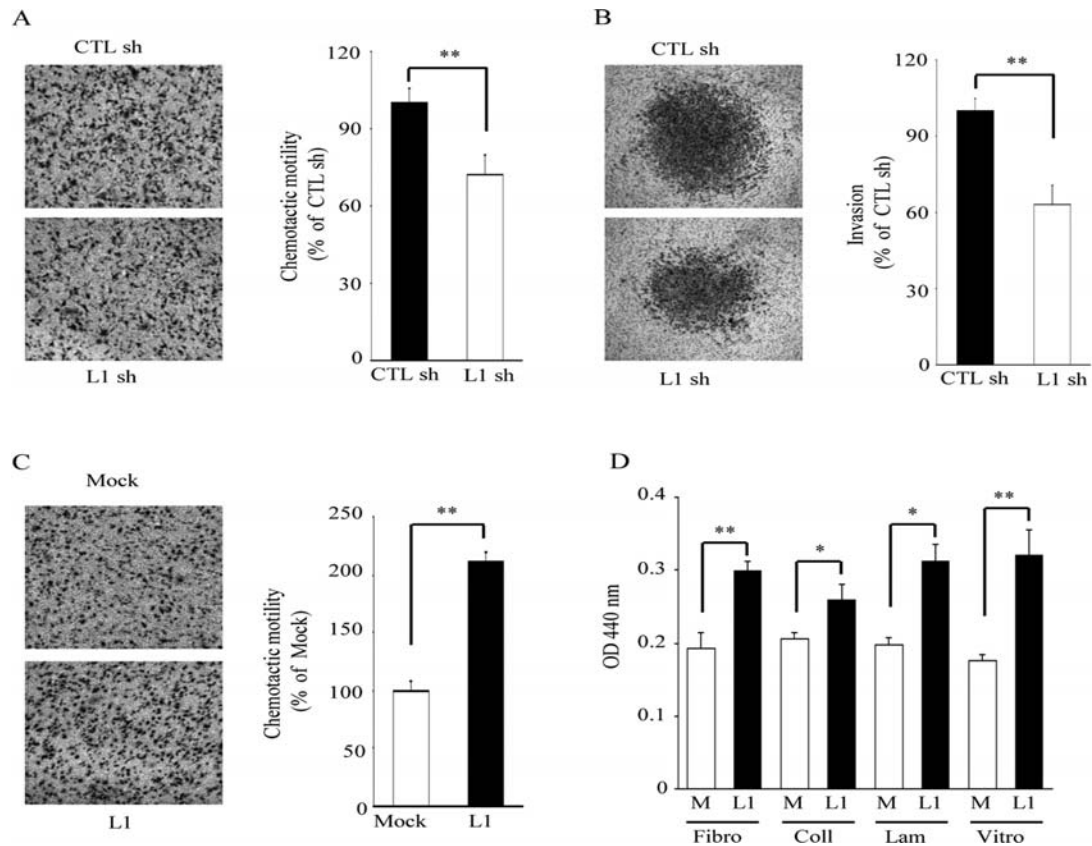 A
CTL sh
L1 sh
Chemotactic motility
(% of CTL sh)
120
90
60
30
0
**
CTL sh L1 sh
B
CTL sh
L1 sh
Invasion
(% of CTL sh)
120
90
60
30
0
**
CTL sh L1 sh
C
Mock
L1
Chemotactic motility
(% of Mock)
250
200
150
100
50
0
**
Mock L1
D
OD 440 nm
0.4
0.3
0.2
0.1
0
** * * **
M L1 M L1 M L1 M L1
Fibro Coll Lam Vitro